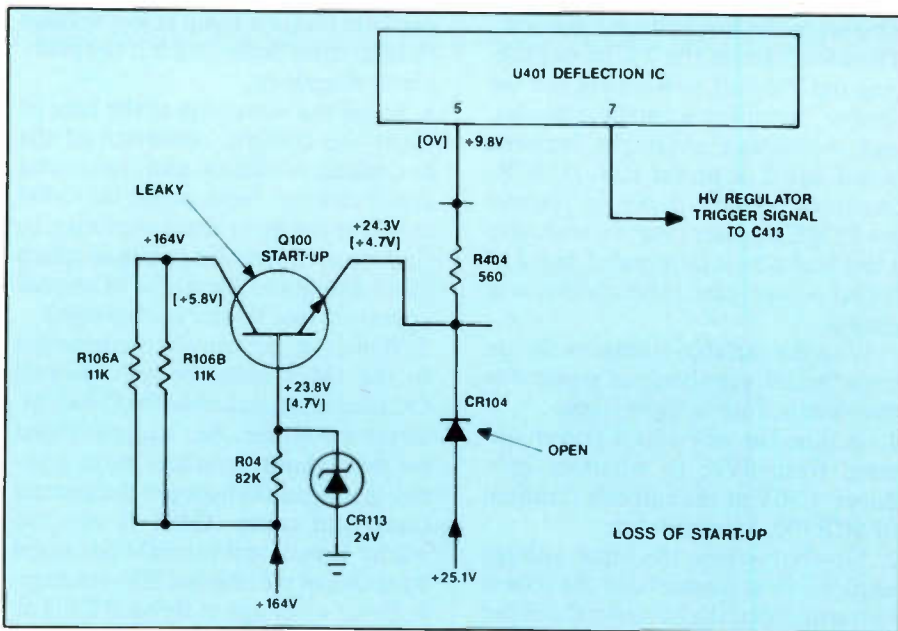 U401 DEFLECTION IC
5
7
[OV]
+9.8V
LEAKY
HV REGULATOR
TRIGGER SIGNAL
TO C413
+164V
Q100
START-UP
+24.3V
[+4.7V]
R404
560
[+5.8V]
R106A
11K
R106B
11K
+23.8V
[4.7V]
CR104
OPEN
R04
82K
CR113
24V
LOSS OF START-UP
+25.1V
+164V